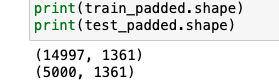 print(train_padded.shape)
print(test_padded.shape)
(14997, 1361)
(5000, 1361)